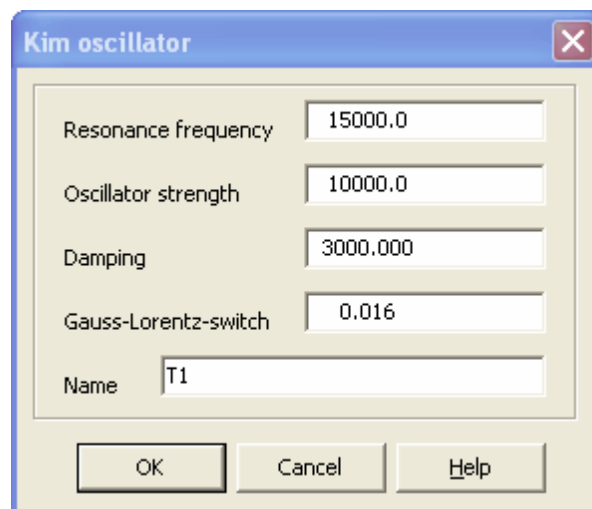 Kim oscillator
Resonance frequency 15000.0
Oscillator strength 10000.0
Damping 3000.000
Gauss-Lorentz-switch 0.016
Name T1
OK Cancel Help